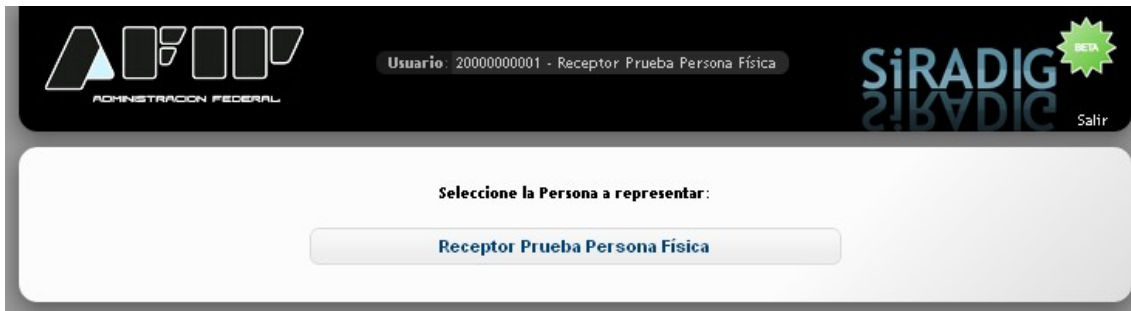 AFIP
ADMINISTRACION FEDERAL
Usuario: 20000000001 - Receptor Prueba Persona Física
SiRADIG
BETA
Salir
Seleccione la Persona a representar:
Receptor Prueba Persona Física